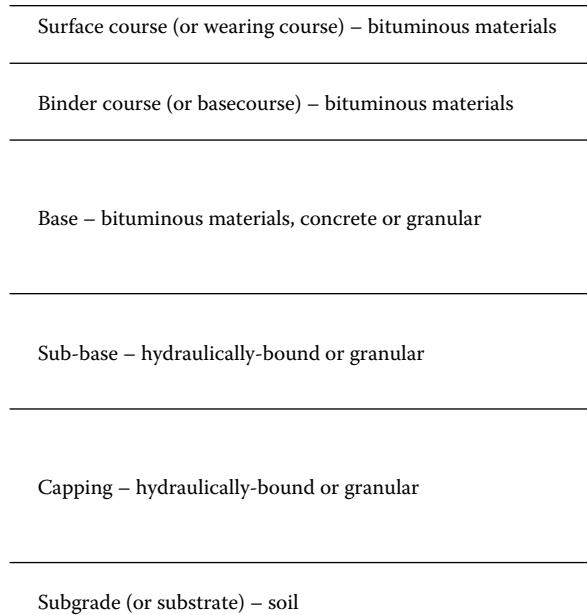 Surface course (or wearing course) – bituminous materials
Binder course (or basecourse) – bituminous materials
Base – bituminous materials, concrete or granular
Sub-base – hydraulically-bound or granular
Capping – hydraulically-bound or granular
Subgrade (or substrate) – soil